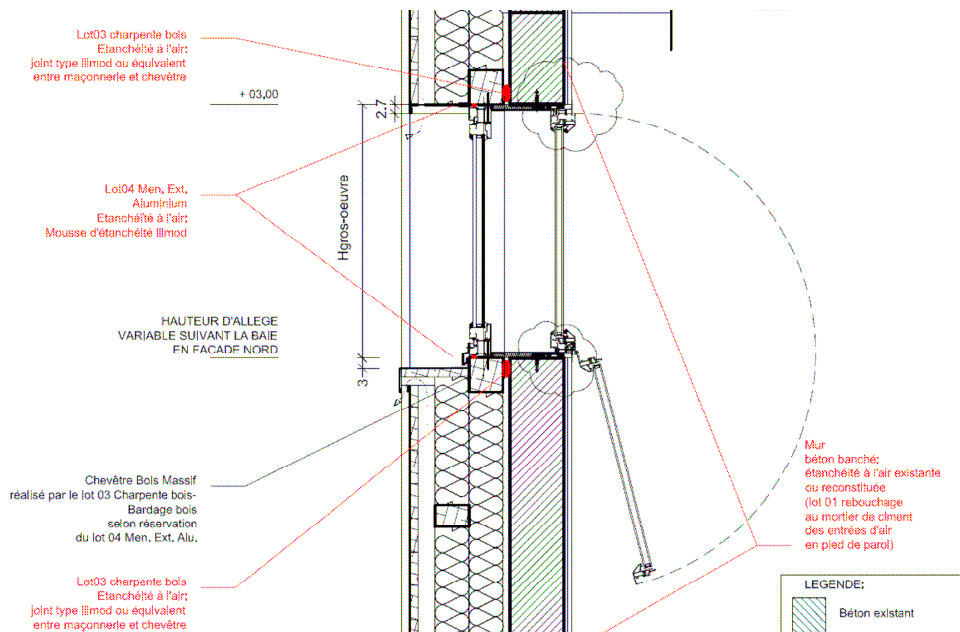 Lot03 charpente bois
Etanchéité à l'air:
joint type illmod ou équivalent
entre maçonnerie et chevêtre
+ 03,00
2.7
Lot04 Men. Ext.
Aluminium
Etanchéité à l'air:
Mousse d'étanchéité illmod
Hgros-oeuvre
HAUTEUR D'ALLEGE
VARIABLE SUIVANT LA BAIE
EN FACADE NORD
3
Chevêtre Bois Massif
réalisé par le lot 03 Charpente bois-
Bardage bois
selon réservation
du lot 04 Men. Ext. Alu.
Mur
béton banché:
étanchéité à l'air existante
ou reconstituée
(lot 01 rebouchage
au mortier de ciment
des entrées d'air
en pied de paroi)
Lot03 cherpente bois
Etanchéité à l'air:
joint type illmod ou équivalent
entre maçonnerie et chevêtre
LEGENDE:
Béton existant